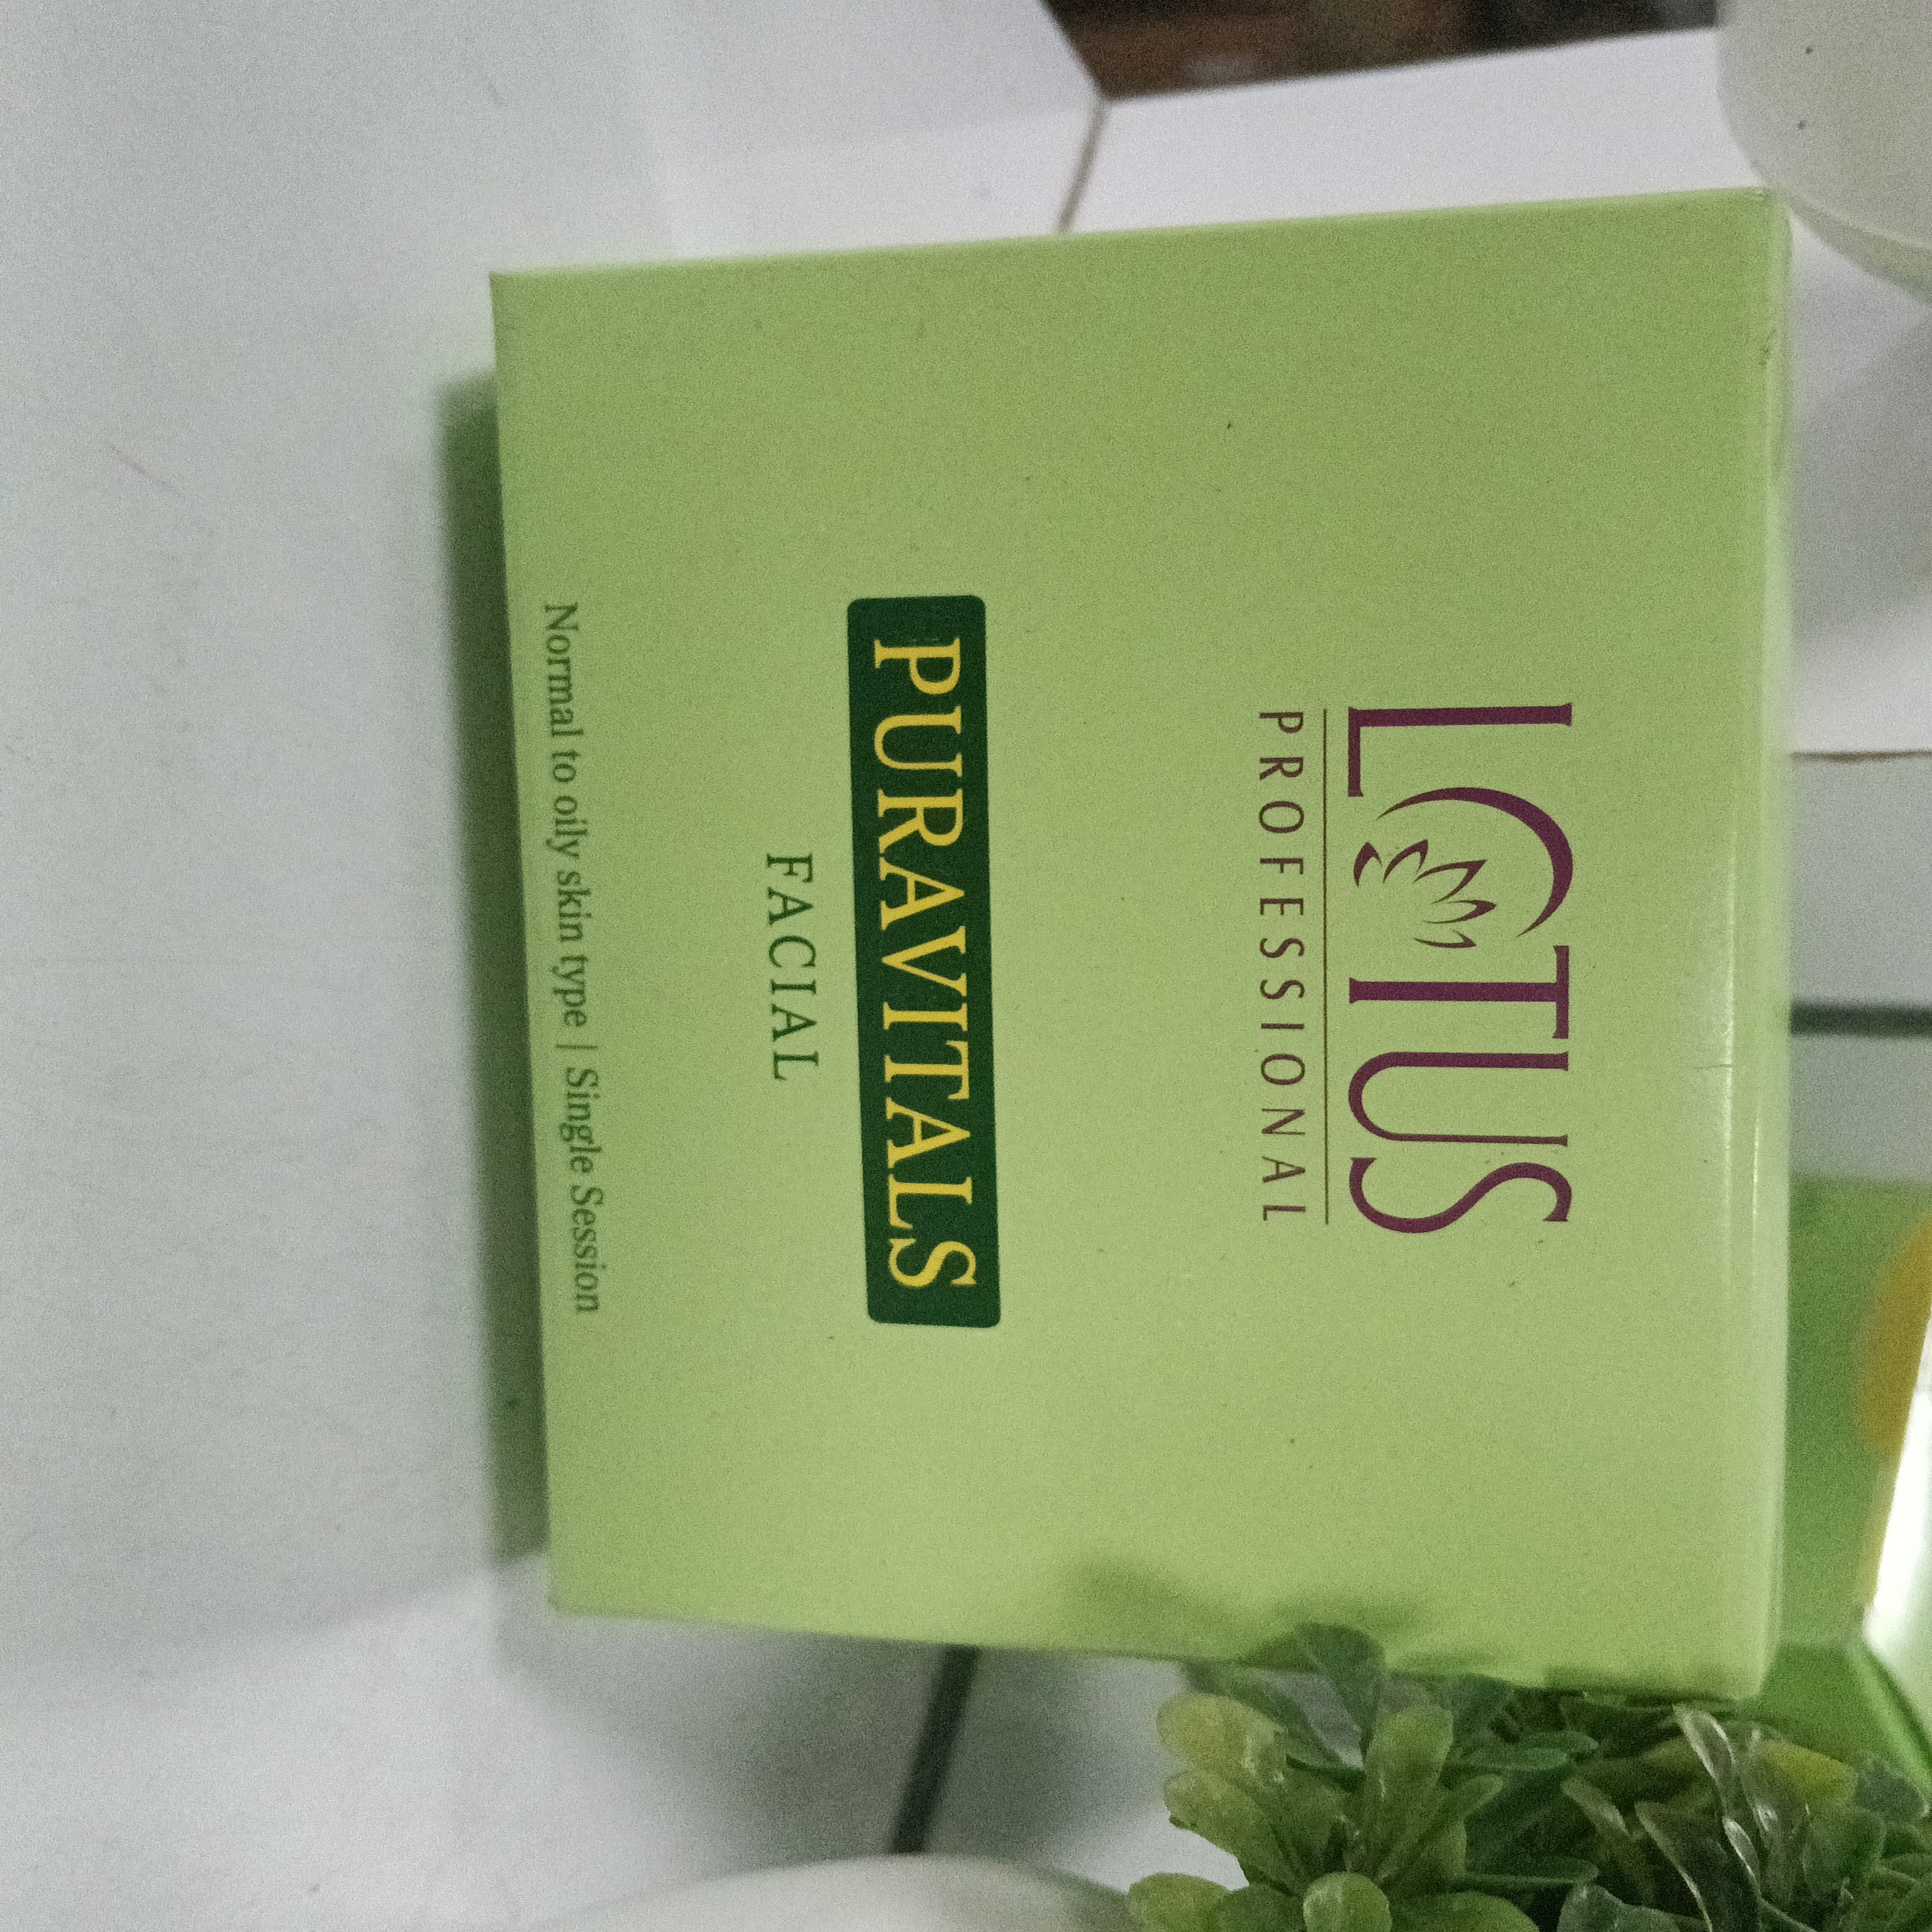 LOTUS
PROFESSIONAL
PURAVITALS
FACIAL
Normal to oily skin type | Single Session